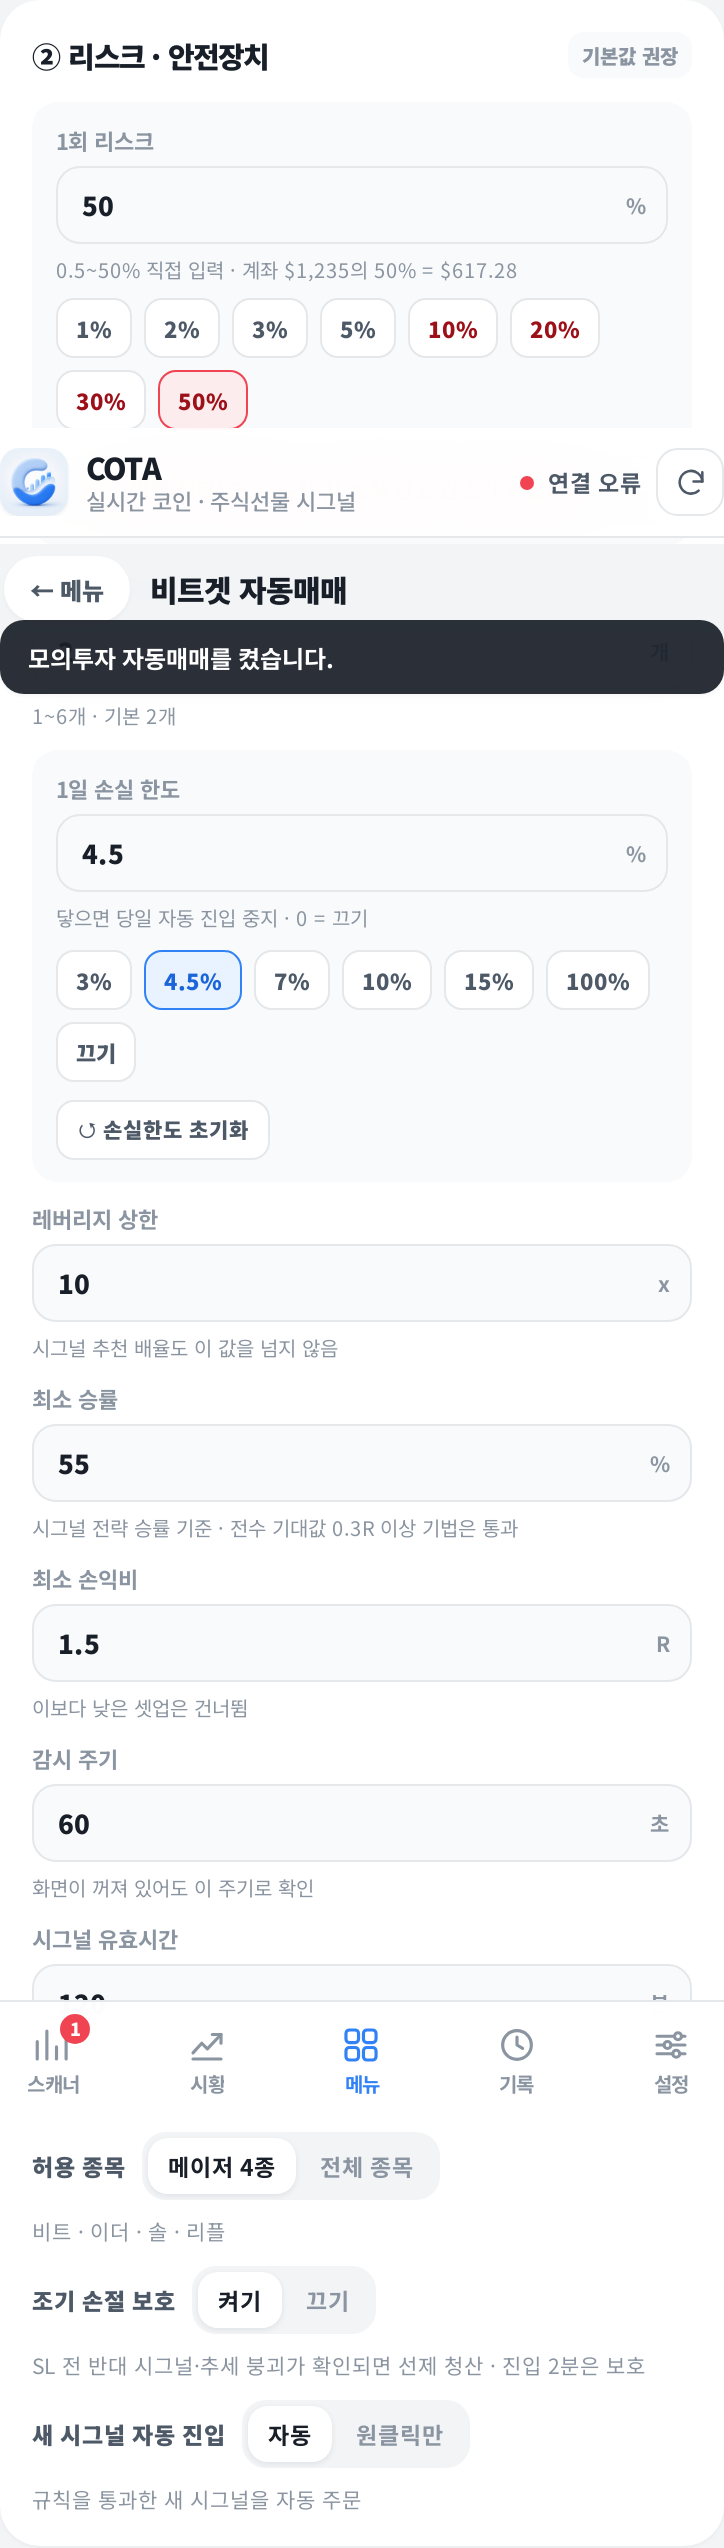 ② 리스크 · 안전장치
기본값 권장
1회 리스크
50 %
0.5~50% 직접 입력 · 계좌 $1,235의 50% = $617.28
1% 2% 3% 5% 10% 20%
30% 50%
COTA
실시간 코인 · 주식선물 시그널
연결 오류
← 메뉴 비트겟 자동매매
모의투자 자동매매를 켰습니다.
개
1~6개 · 기본 2개
1일 손실 한도
4.5 %
닿으면 당일 자동 진입 중지 · 0 = 끄기
3% 4.5% 7% 10% 15% 100%
끄기
손실한도 초기화
레버리지 상한
10 x
시그널 추천 배율도 이 값을 넘지 않음
최소 승률
55 %
시그널 전략 승률 기준 · 전수 기대값 0.3R 이상 기법은 통과
최소 손익비
1.5 R
이보다 낮은 셋업은 건너뜀
감시 주기
60 초
화면이 꺼져 있어도 이 주기로 확인
시그널 유효시간
1
스캐너 시황 메뉴 기록 설정
허용 종목 메이저 4종 전체 종목
비트 · 이더 · 솔 · 리플
조기 손절 보호 켜기 끄기
SL 전 반대 시그널·추세 붕괴가 확인되면 선제 청산 · 진입 2분은 보호
새 시그널 자동 진입 자동 원클릭만
규칙을 통과한 새 시그널을 자동 주문